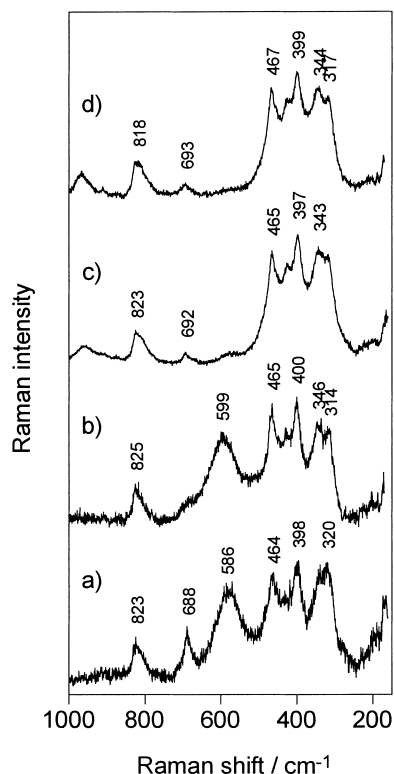 d) 818 693 467 399 344 317
c) 823 692 465 397 343
b) 825 599 465 400 346 314
a) 823 688 586 464 398 320
Raman intensity
1000 800 600 400 200
Raman shift / cm-1